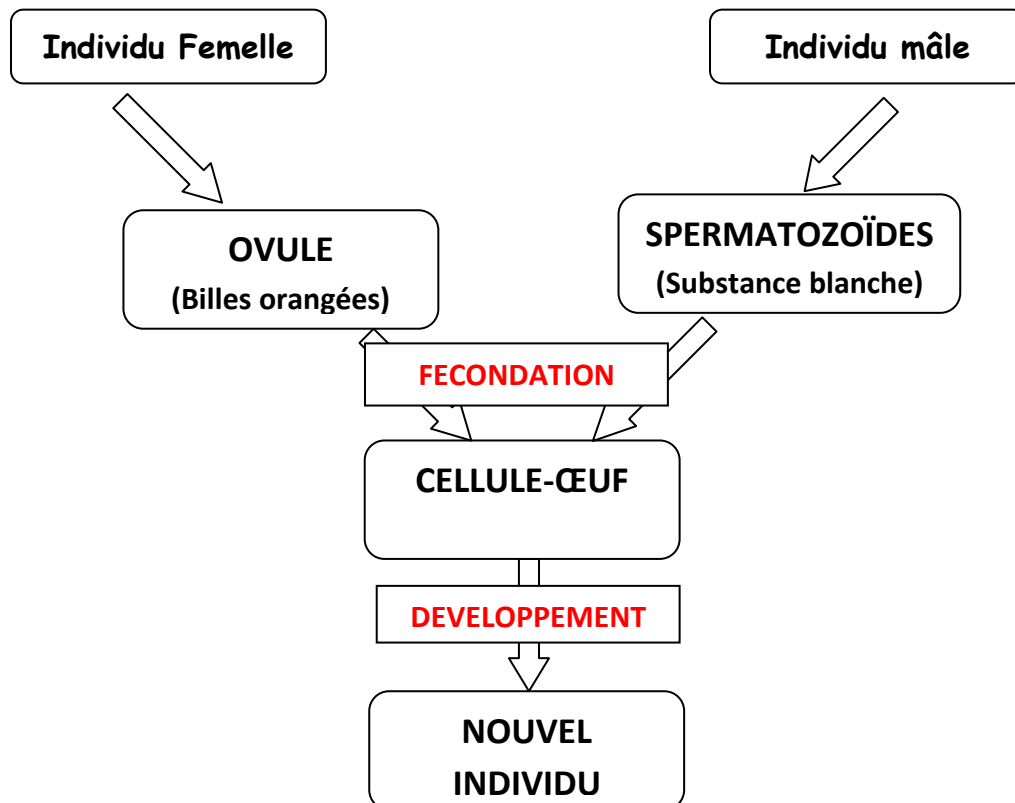 Individu Femelle
Individu mâle
OVULE
(Billes orangées)
SPERMATOZOÏDES
(Substance blanche)
FECONDATION
CELLULE-ŒUF
DEVELOPPEMENT
NOUVEL
INDIVIDU